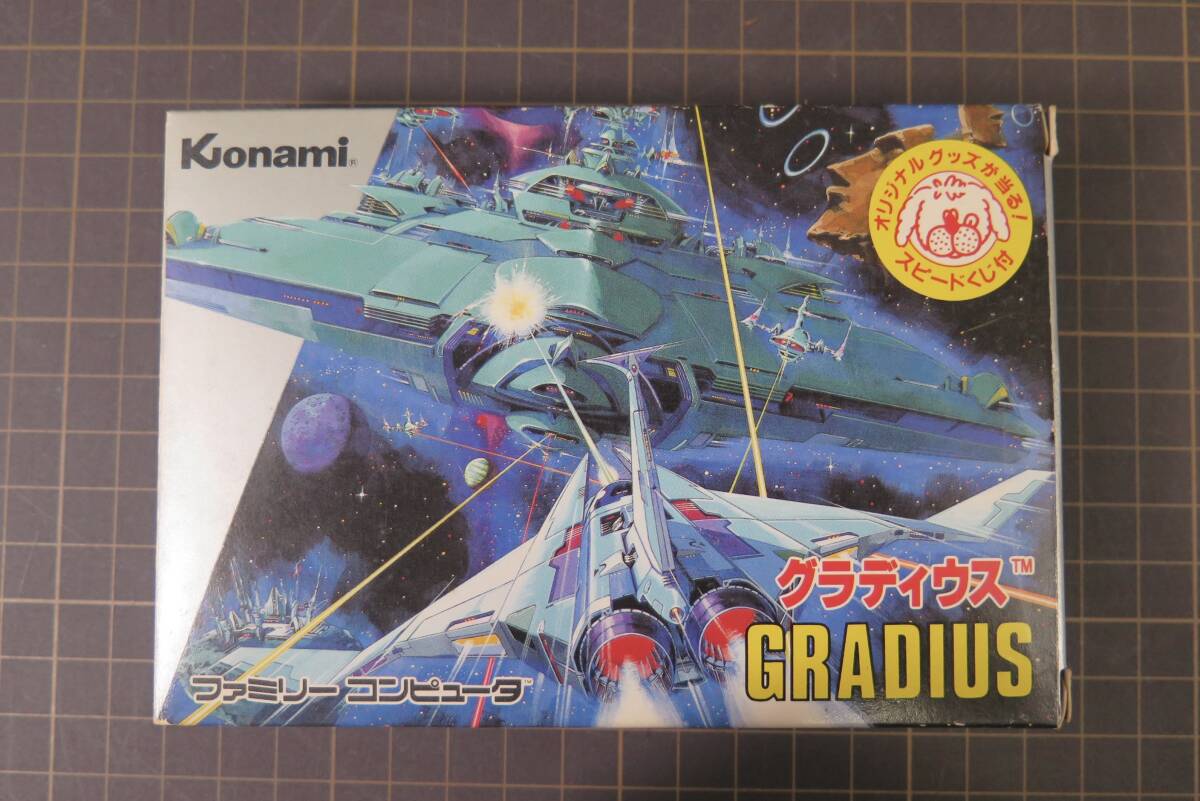 Konami®
オリジナルグッズが当る!
スピードくじ付
グラディウス™
GRADIUS
ファミリーコンピュータ™